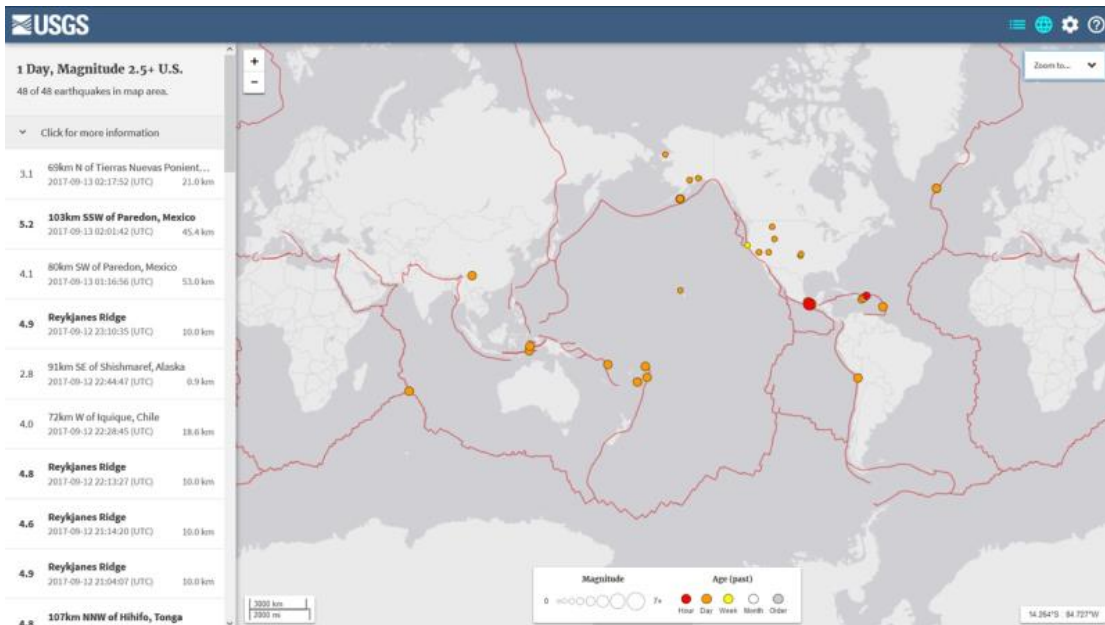 USGS
1 Day, Magnitude 2.5+ U.S.
48 of 48 earthquakes in map area.
Click for more information
3.1 69km N of Tierras Nuevas Ponient...
2017-09-13 02:17:52 (UTC) 21.0 km
5.2 103km SSW of Paredon, Mexico
2017-09-13 02:01:42 (UTC) 45.4 km
4.1 80km SW of Paredon, Mexico
2017-09-13 01:16:56 (UTC) 53.0 km
4.9 Reykjanes Ridge
2017-09-12 23:10:35 (UTC) 10.0 km
2.8 91km SE of Shishmaref, Alaska
2017-09-12 22:44:47 (UTC) 0.9 km
4.0 72km W of Iquique, Chile
2017-09-12 22:28:45 (UTC) 18.6 km
4.8 Reykjanes Ridge
2017-09-12 22:13:27 (UTC) 10.0 km
4.6 Reykjanes Ridge
2017-09-12 21:14:20 (UTC) 10.0 km
4.9 Reykjanes Ridge
2017-09-12 21:04:07 (UTC) 10.0 km
4.8 107km NNW of Hihifo, Tonga
+
−
Zoom to...
3000 km
2000 mi
Magnitude
0 7+
Age (past)
Hour Day Week Month Older
14.264°S 84.727°W